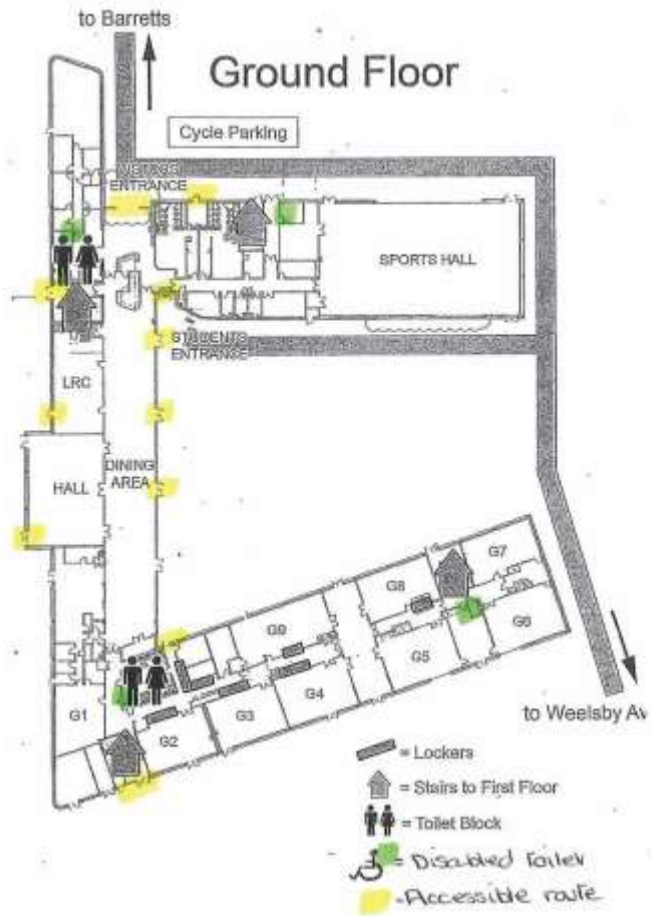 to Barretts
Ground Floor
Cycle Parking
VISITORS
ENTRANCE
SPORTS HALL
STUDENTS
ENTRANCE
LRC
DINING
AREA
HALL
G7
G8
G6
G9
G5
G4
G3
G1
G2
to Weelsby Av
= Lockers
= Stairs to First Floor
= Toilet Block
= Disabled Toilet
= Accessible route